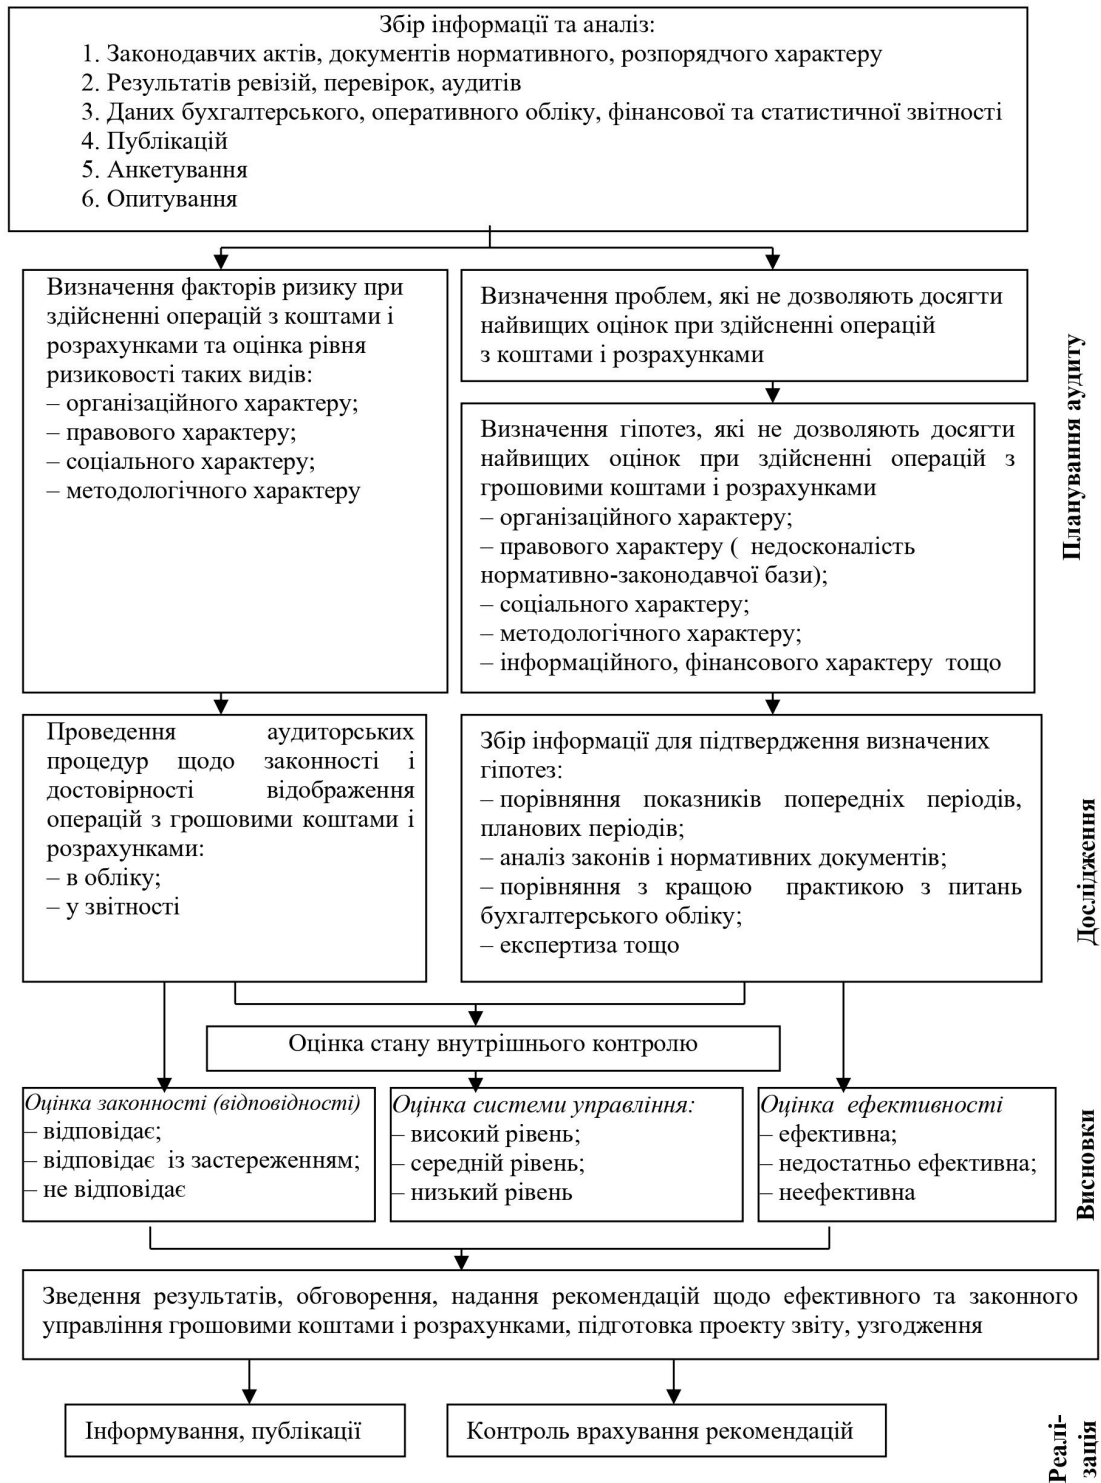 Збір інформації та аналіз:
1. Законодавчих актів, документів нормативного, розпорядчого характеру
2. Результатів ревізій, перевірок, аудитів
3. Даних бухгалтерського, оперативного обліку, фінансової та статистичної звітності
4. Публікацій
5. Анкетування
6. Опитування
Визначення факторів ризику при
здійсненні операцій з коштами і
розрахунками та оцінка рівня
ризиковості таких видів:
– організаційного характеру;
– правового характеру;
– соціального характеру;
– методологічного характеру
Визначення проблем, які не дозволяють досягти
найвищих оцінок при здійсненні операцій
з коштами і розрахунками
Визначення гіпотез, які не дозволяють досягти
найвищих оцінок при здійсненні операцій з
грошовими коштами і розрахунками
– організаційного характеру;
– правового характеру ( недосконалість
нормативно-законодавчої бази);
– соціального характеру;
– методологічного характеру;
– інформаційного, фінансового характеру тощо
Планування аудиту
Проведення аудиторських
процедур щодо законності і
достовірності відображення
операцій з грошовими коштами і
розрахунками:
– в обліку;
– у звітності
Збір інформації для підтвердження визначених
гіпотез:
– порівняння показників попередніх періодів,
планових періодів;
– аналіз законів і нормативних документів;
– порівняння з кращою практикою з питань
бухгалтерського обліку;
– експертиза тощо
Дослідження
Оцінка стану внутрішнього контролю
Оцінка законності (відповідності)
– відповідає;
– відповідає із застереженням;
– не відповідає
Оцінка системи управління:
– високий рівень;
– середній рівень;
– низький рівень
Оцінка ефективності
– ефективна;
– недостатньо ефективна;
– неефективна
Висновки
Зведення результатів, обговорення, надання рекомендацій щодо ефективного та законного
управління грошовими коштами і розрахунками, підготовка проекту звіту, узгодження
Інформування, публікації
Контроль врахування рекомендацій
Реалі-
зація